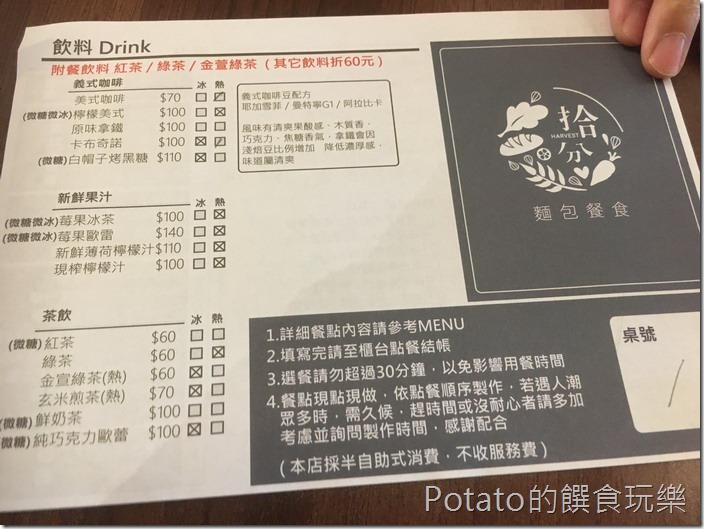 飲料 Drink
附餐飲料 紅茶 / 綠茶 / 金萱綠茶 ( 其它飲料折60元 )
義式咖啡 冰 熱
美式咖啡 $70
(微糖微冰)檸檬美式 $100
原味拿鐵 $100
卡布奇諾 $100
(微糖)白帽子烤黑糖 $110
義式咖啡豆配方
耶加雪菲 / 曼特寧G1 / 阿拉比卡
風味有清爽果酸感、木質香、
巧克力、焦糖香氣，拿鐵會因
淺焙豆比例增加 降低濃厚感，
味道屬清爽
拾分
HARVEST
麵包餐食
新鮮果汁 冰 熱
(微糖微冰)莓果冰茶 $100
(微糖微冰)莓果歐雷 $140
新鮮薄荷檸檬汁 $110
現榨檸檬汁 $100
茶飲 冰 熱
(微糖) 紅茶 $60
綠茶 $60
金萱綠茶(熱) $60
玄米煎茶(熱) $70
(微糖) 鮮奶茶 $100
(微糖) 純巧克力歐蕾 $100
1.詳細餐點內容請參考MENU
2.填寫完請至櫃台點餐結帳
3.選餐請勿超過30分鐘，以免影響用餐時間
4.餐點現點現做，依點餐順序製作，若遇人潮
眾多時，需久候，趕時間或沒耐心者請多加
考慮並詢問製作時間，感謝配合
( 本店採半自助式消費，不收服務費 )
桌號
1
Potato的饌食玩樂